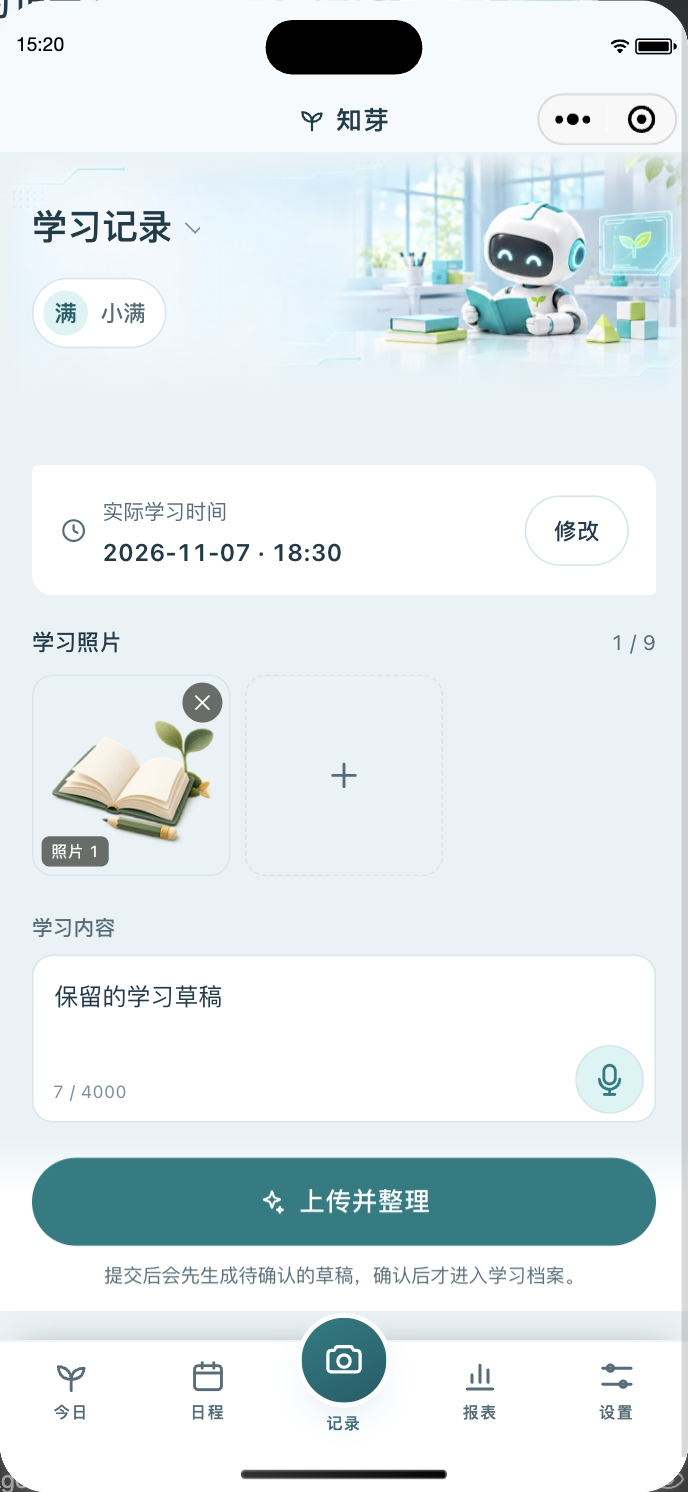 15:20
知芽
学习记录
满 小满
实际学习时间
2026-11-07 · 18:30
修改
学习照片
1 / 9
照片 1
学习内容
保留的学习草稿
7 / 4000
上传并整理
提交后会先生成待确认的草稿，确认后才进入学习档案。
今日
日程
记录
报表
设置